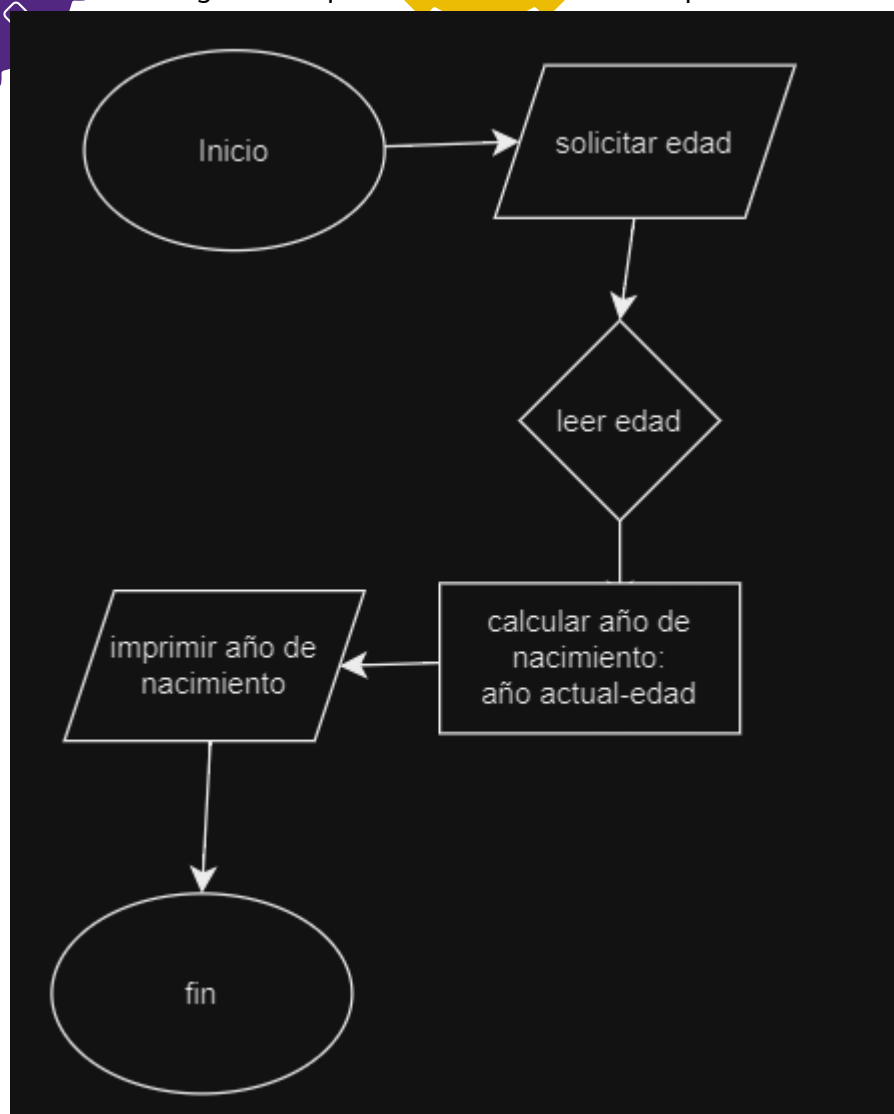 Inicio
solicitar edad
leer edad
calcular año de
nacimiento:
año actual-edad
imprimir año de
nacimiento
fin